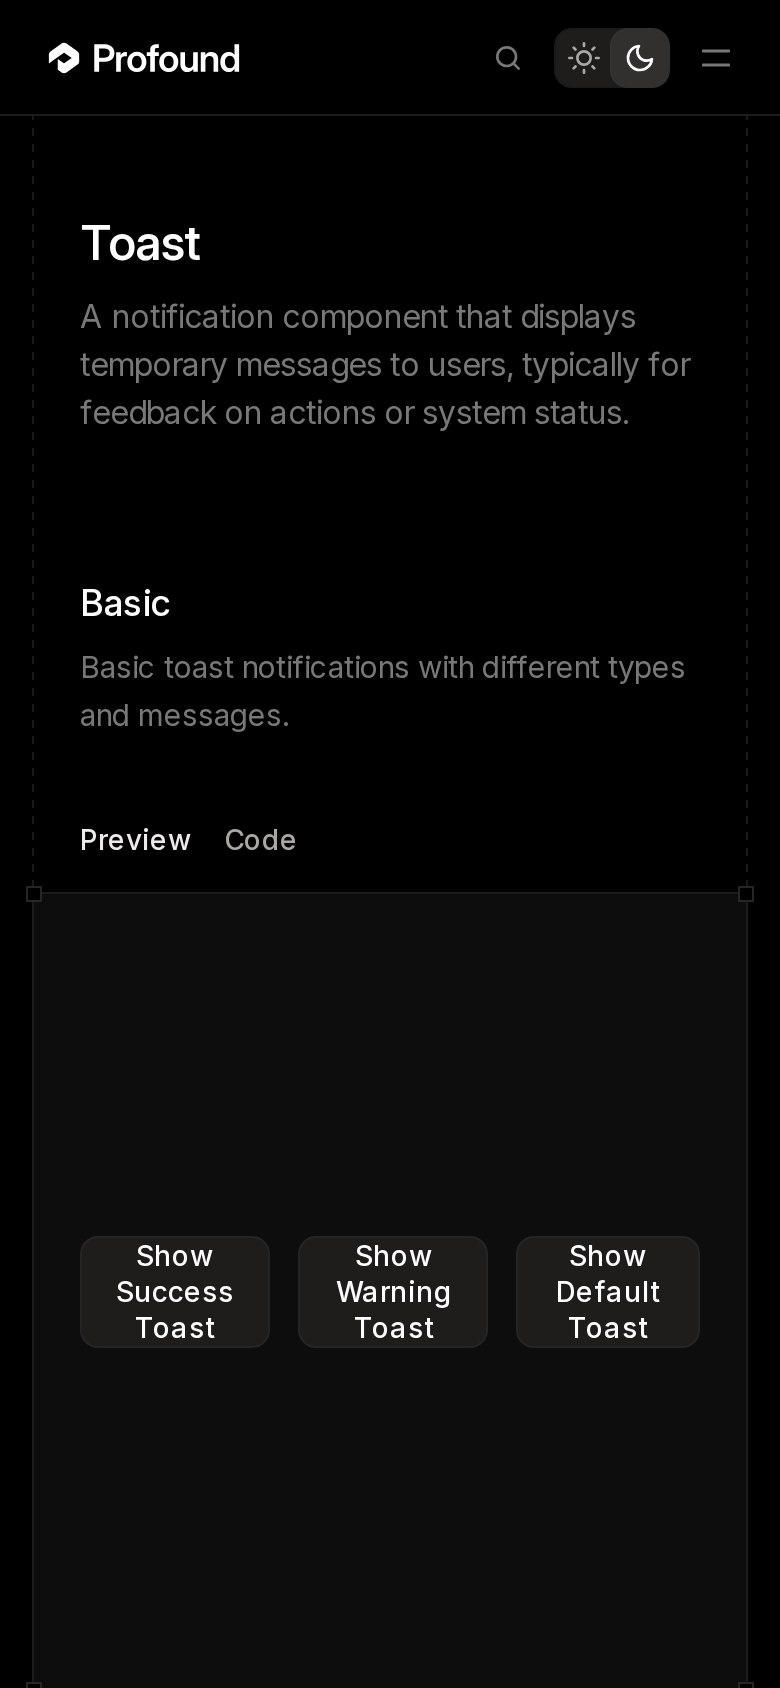 Profound
Toast
A notification component that displays
temporary messages to users, typically for
feedback on actions or system status.
Basic
Basic toast notifications with different types
and messages.
Preview Code
Show
Success
Toast
Show
Warning
Toast
Show
Default
Toast